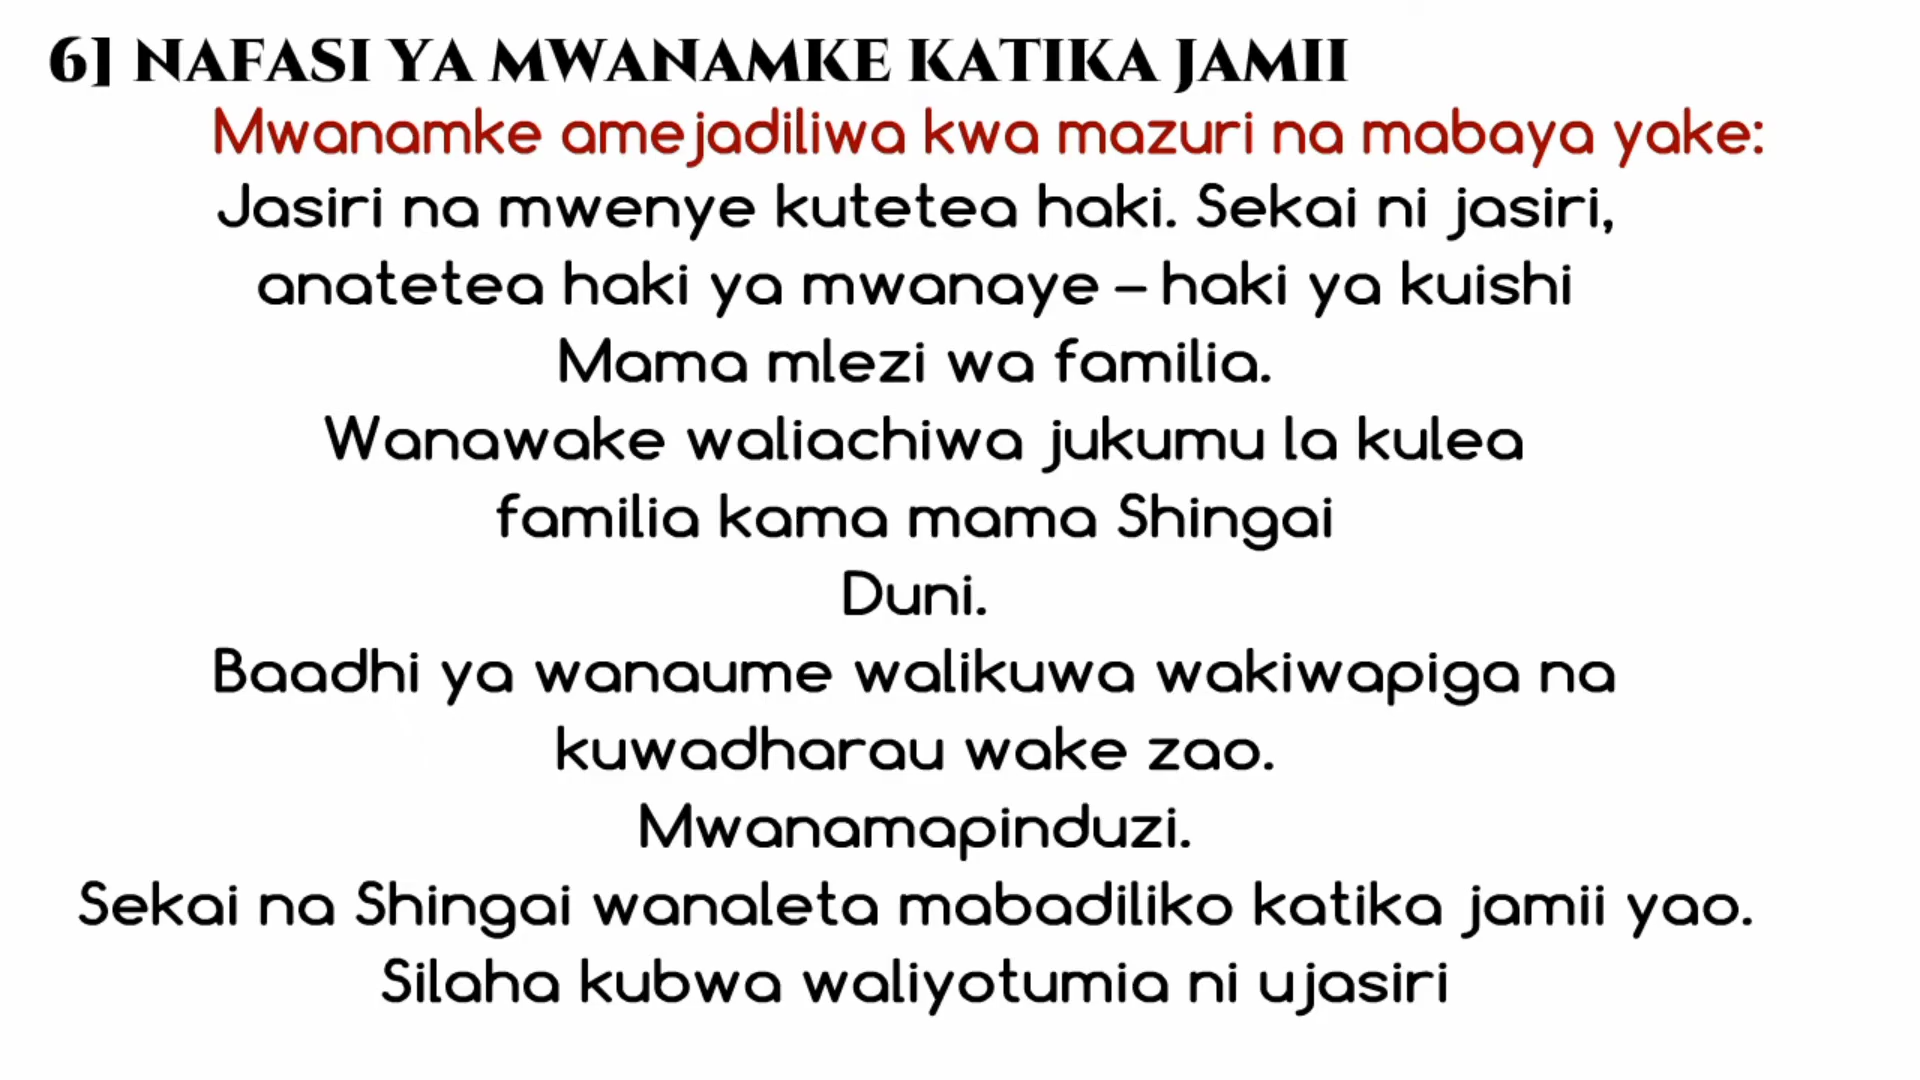 6] NAFASI YA MWANAMKE KATIKA JAMII
Mwanamke amejadiliwa kwa mazuri na mabaya yake:
Jasiri na mwenye kutetea haki. Sekai ni jasiri,
anatetea haki ya mwanaye – haki ya kuishi
Mama mlezi wa familia.
Wanawake waliachiwa jukumu la kulea
familia kama mama Shingai
Duni.
Baadhi ya wanaume walikuwa wakiwapiga na
kuwadharau wake zao.
Mwanamapinduzi.
Sekai na Shingai wanaleta mabadiliko katika jamii yao.
Silaha kubwa waliyotumia ni ujasiri